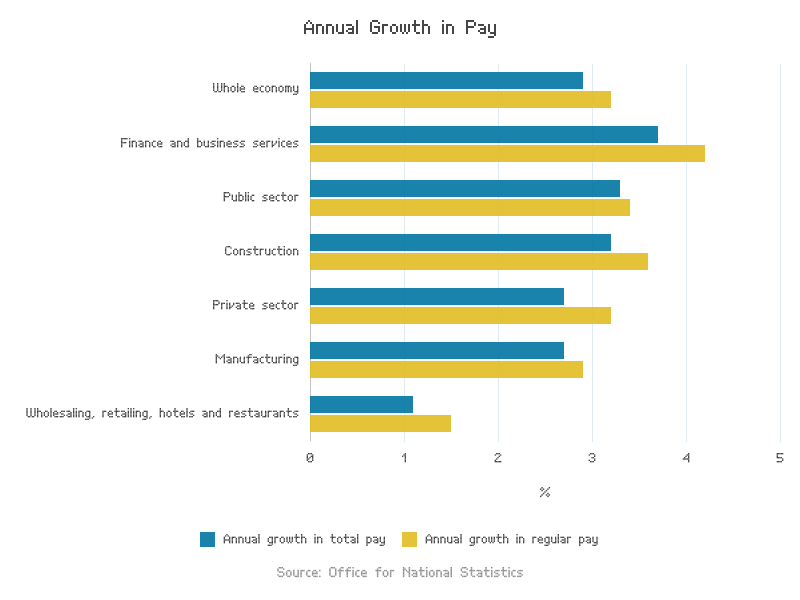 Annual Growth in Pay
Whole economy
Finance and business services
Public sector
Construction
Private sector
Manufacturing
Wholesaling, retailing, hotels and restaurants
0 1 2 3 4 5
%
Annual growth in total pay Annual growth in regular pay
Source: Office for National Statistics